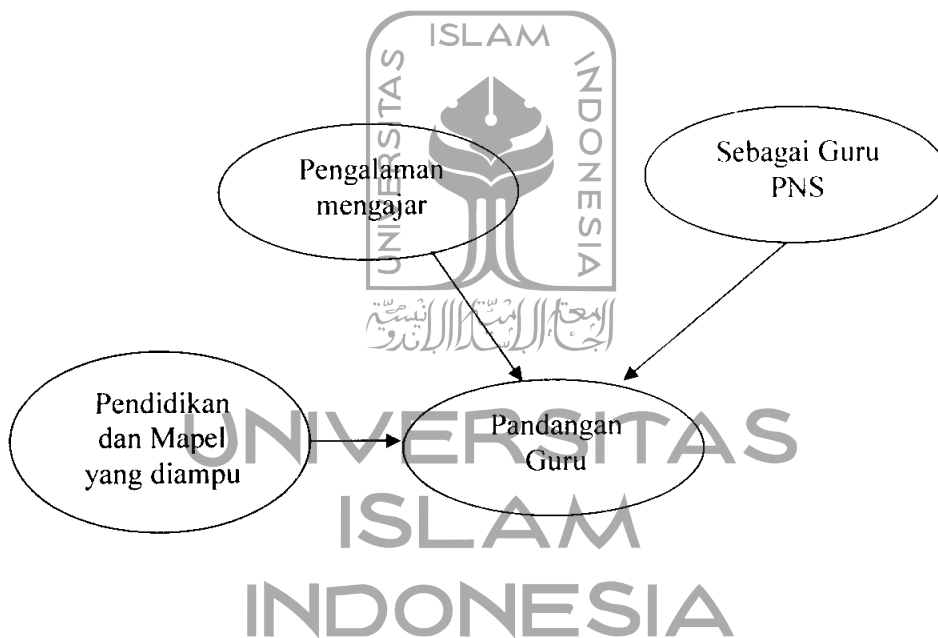 ISLAM
UNIVERSITAS
INDONESIA
Pengalaman
mengajar
Sebagai Guru
PNS
Pendidikan
dan Mapel
yang diampu
Pandangan
Guru
UNIVERSITAS
ISLAM
INDONESIA